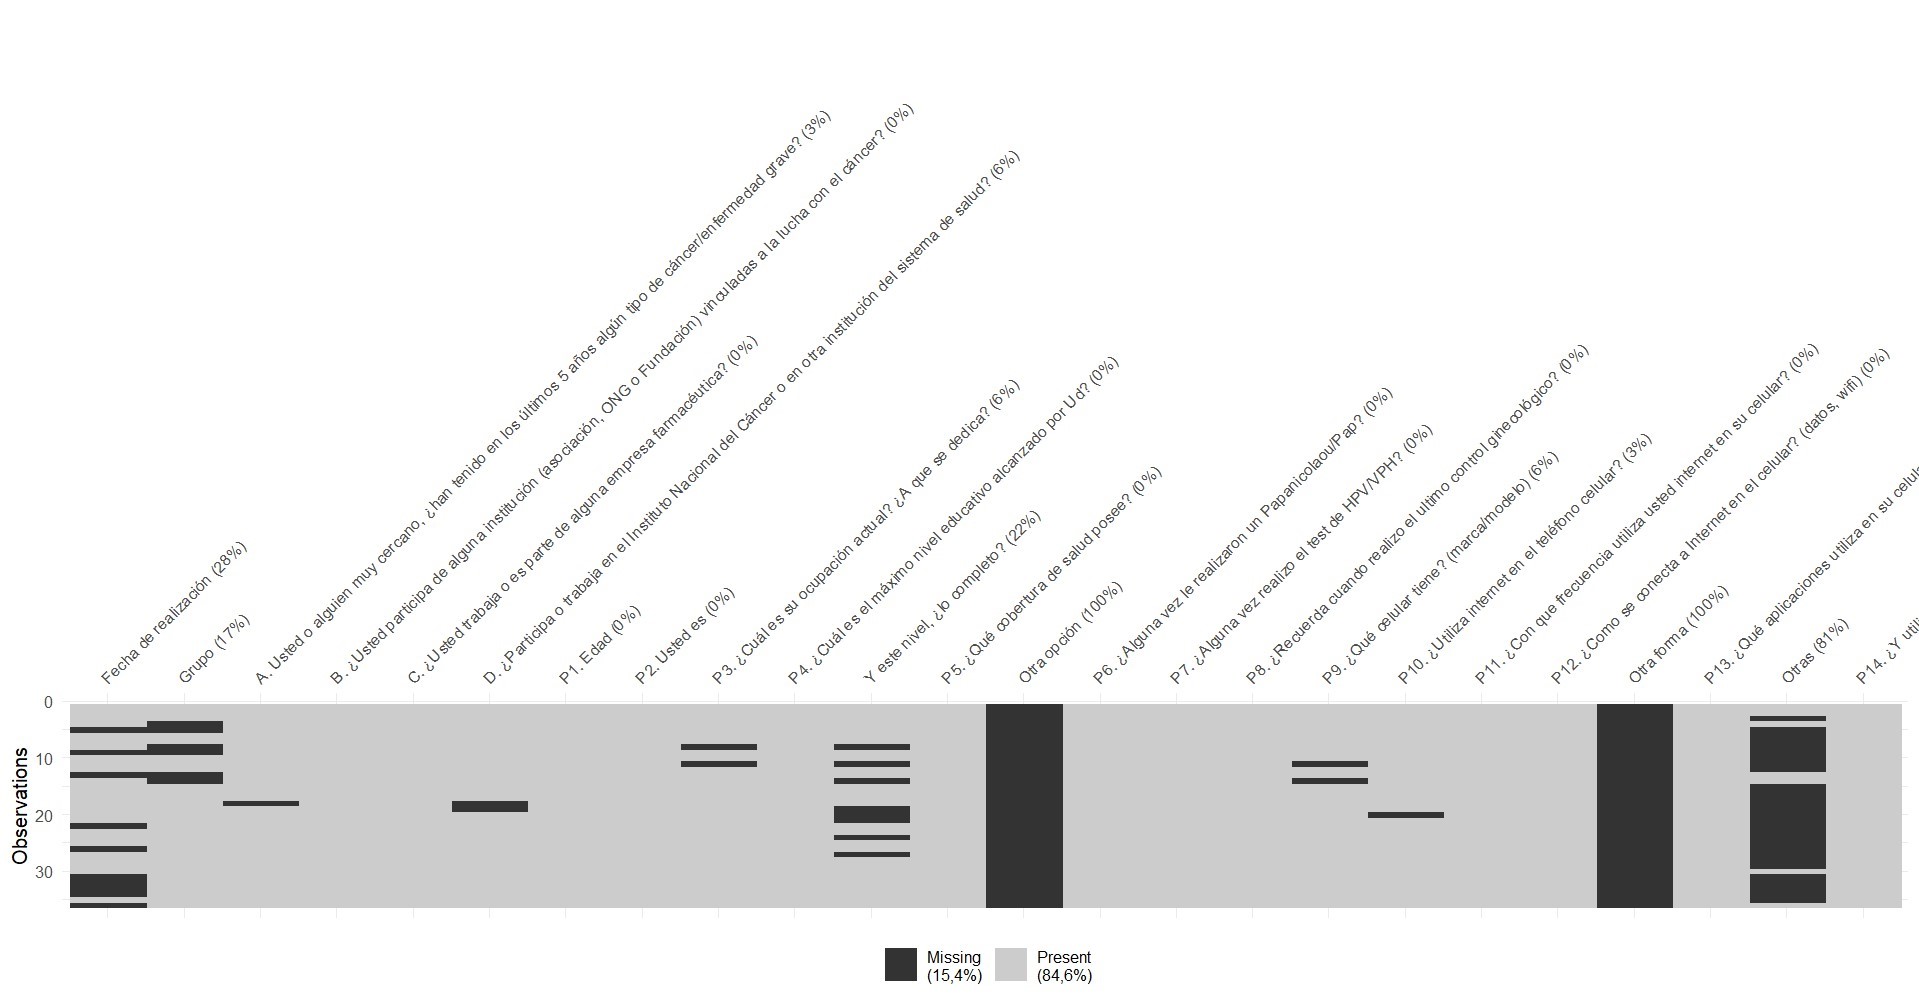 Fecha de realización (28%)
Grupo (17%)
A. Usted o alguien muy cercano, ¿han tenido en los últimos 5 años algún tipo de cáncer/enfermedad grave? (3%)
B. ¿Usted participa de alguna institución (asociación, ONG o Fundación) vinculadas a la lucha con el cáncer? (0%)
C. ¿Usted trabaja o es parte de alguna empresa farmacéutica? (0%)
D. ¿Participa o trabaja en el Instituto Nacional del Cáncer o en otra institución del sistema de salud? (6%)
P1. Edad (0%)
P2. Usted es (0%)
P3. ¿Cuál es su ocupación actual? ¿A que se dedica? (6%)
P4. ¿Cuál es el máximo nivel educativo alcanzado por Ud? (0%)
Y este nivel, ¿lo completo? (22%)
P5. ¿Qué cobertura de salud posee? (0%)
Otra opción (100%)
P6. ¿Alguna vez le realizaron un Papanicolaou/Pap? (0%)
P7. ¿Alguna vez realizo el test de HPV/VPH? (0%)
P8. ¿Recuerda cuando realizo el ultimo control ginecológico? (0%)
P9. ¿Qué celular tiene? (marca/modelo) (6%)
P10. ¿Utiliza internet en el teléfono celular? (3%)
P11. ¿Con que frecuencia utiliza usted internet en su celular? (0%)
P12. ¿Como se conecta a Internet en el celular? (datos, wifi) (0%)
Otra forma (100%)
P13. ¿Qué aplicaciones utiliza en su
Otras (81%)
P14. ¿Y
0
10
20
30
Observations
Missing
(15,4%)
Present
(84,6%)